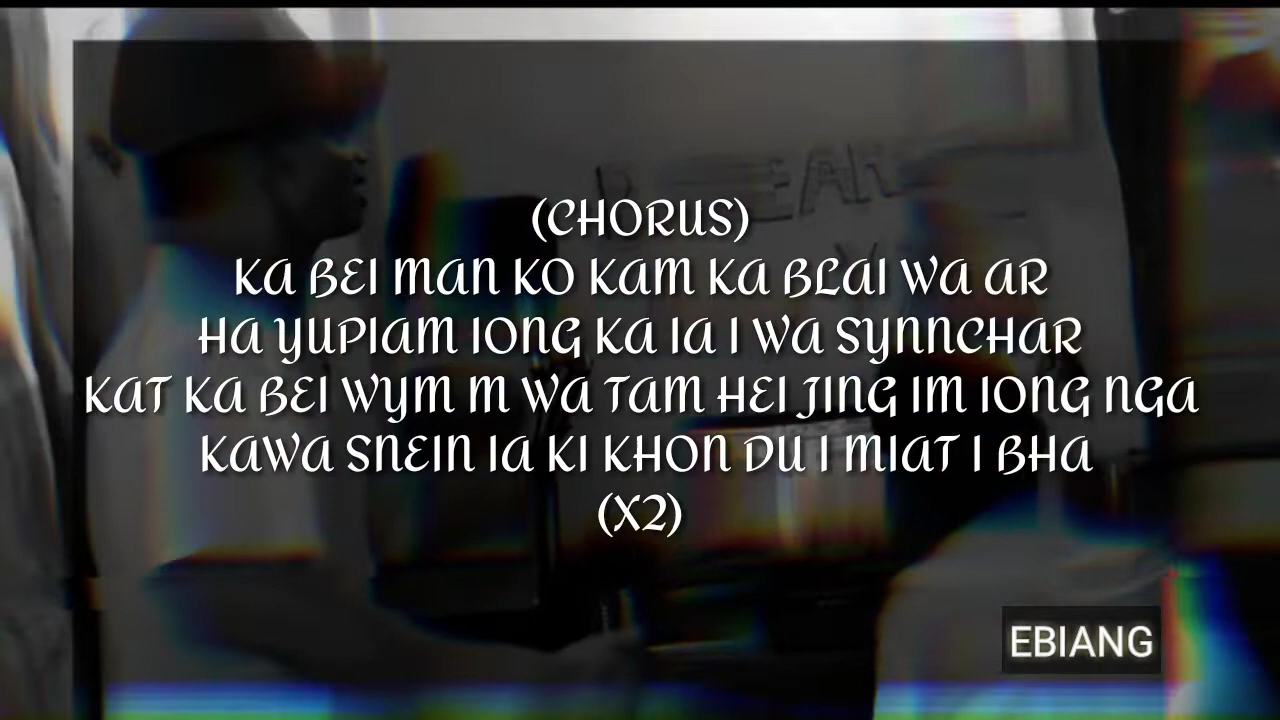 (CHORUS)
KA BEI MAN KO KAM KA BLAI WA AR
HA YUPIAM IONG KA IA I WA SYNNCHAR
KAT KA BEI WYM M WA TAM HEI JING IM IONG NGA
KAWA SNEIN IA KI KHON DU I MIAT I BHA
(X2)
EBIANG